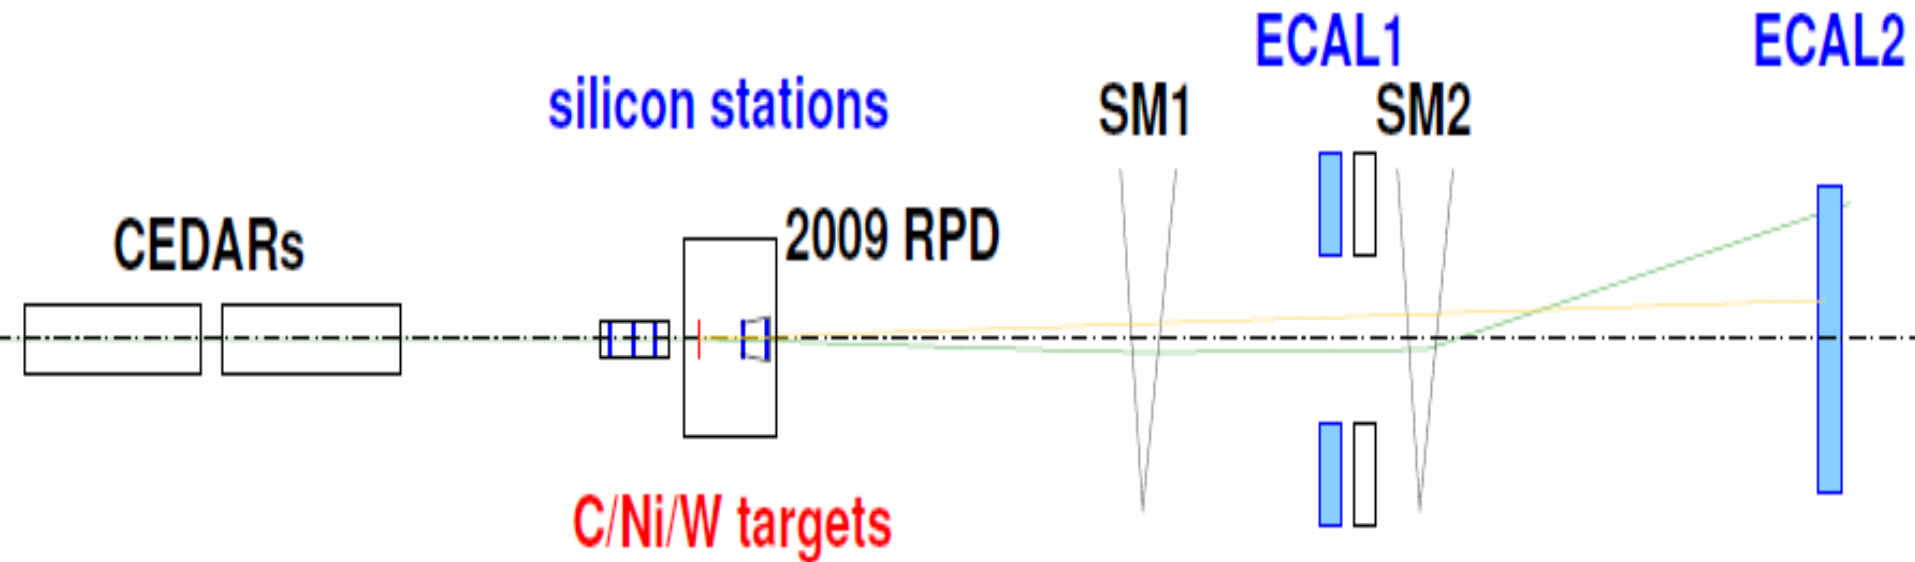 ECAL1
ECAL2
silicon stations
SM1
SM2
CEDARs
2009 RPD
C/Ni/W targets